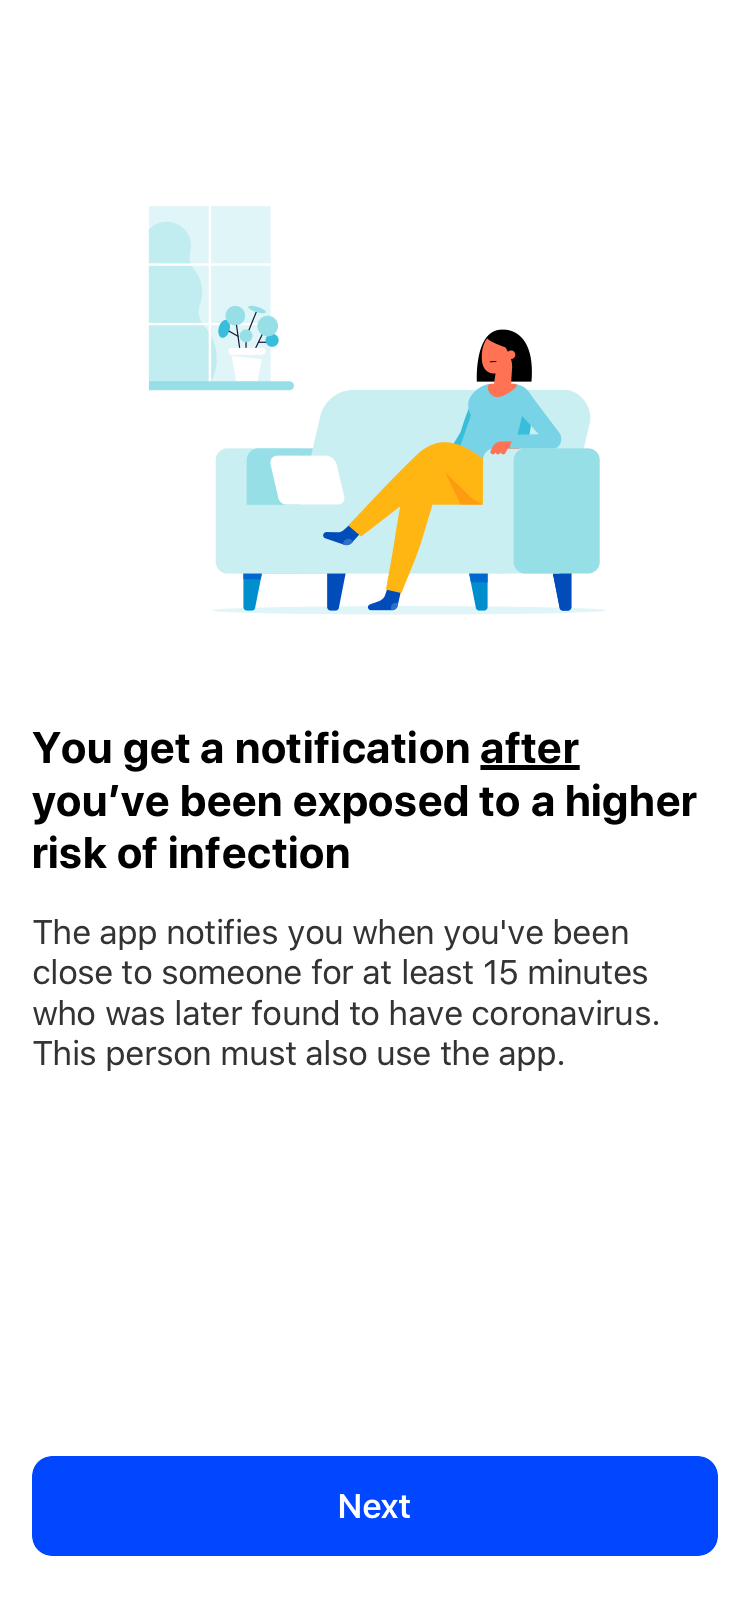 You get a notification after
you’ve been exposed to a higher
risk of infection
The app notifies you when you've been
close to someone for at least 15 minutes
who was later found to have coronavirus.
This person must also use the app.
Next